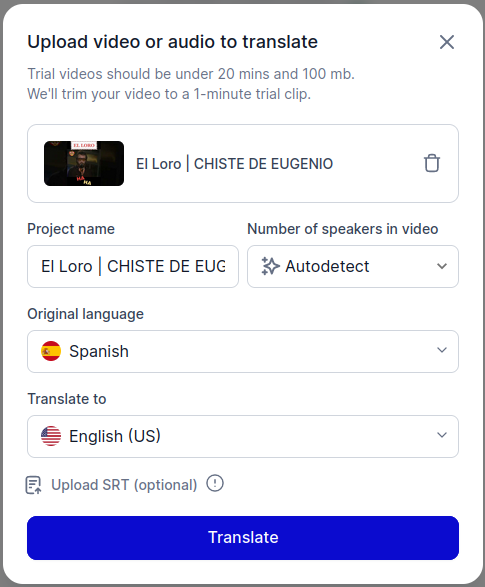 Upload video or audio to translate
Trial videos should be under 20 mins and 100 mb.
We'll trim your video to a 1-minute trial clip.
EL LORO
HA
HA
El Loro | CHISTE DE EUGENIO
Project name
Number of speakers in video
El Loro | CHISTE DE EUG
Autodetect
Original language
Spanish
Translate to
English (US)
Upload SRT (optional)
Translate